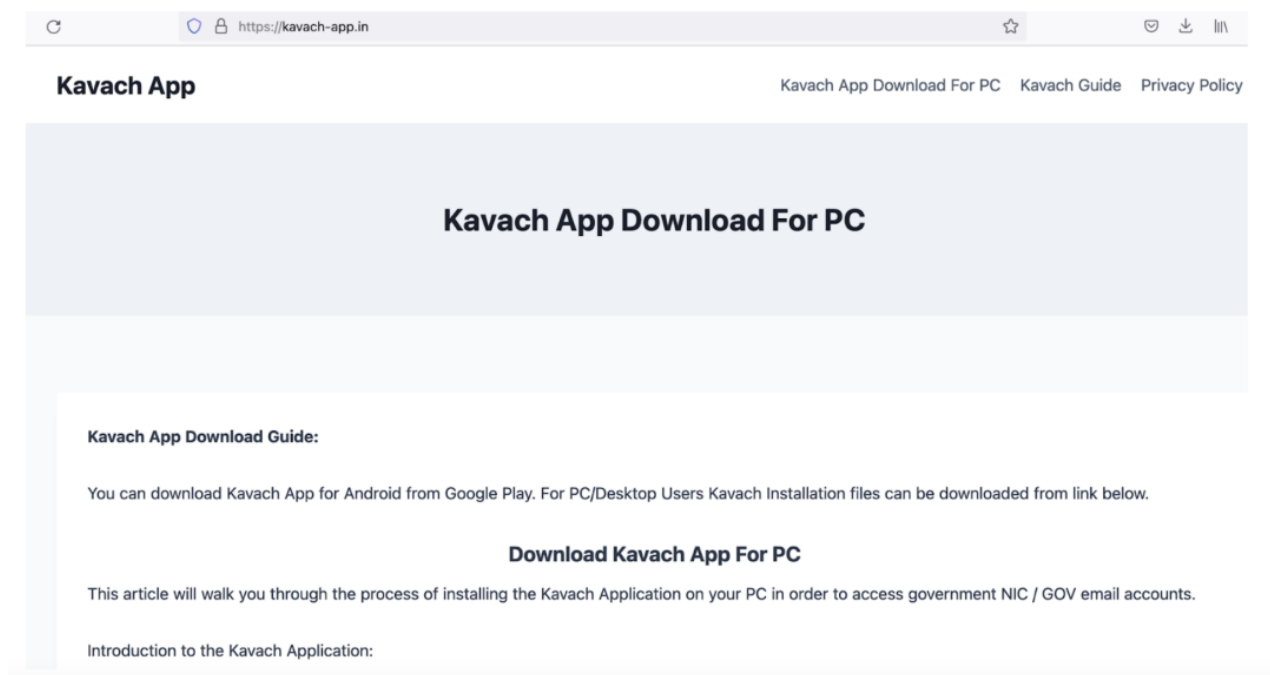 https://kavach-app.in
Kavach App
Kavach App Download For PC Kavach Guide Privacy Policy
Kavach App Download For PC
Kavach App Download Guide:
You can download Kavach App for Android from Google Play. For PC/Desktop Users Kavach Installation files can be downloaded from link below.
Download Kavach App For PC
This article will walk you through the process of installing the Kavach Application on your PC in order to access government NIC / GOV email accounts.
Introduction to the Kavach Application: